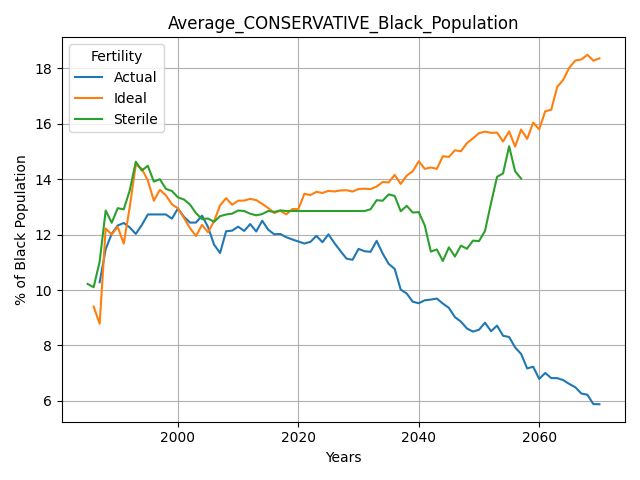 Average_CONSERVATIVE_Black_Population
Fertility
Actual
Ideal
Sterile
% of Black Population
18
16
14
12
10
8
6
2000 2020 2040 2060
Years